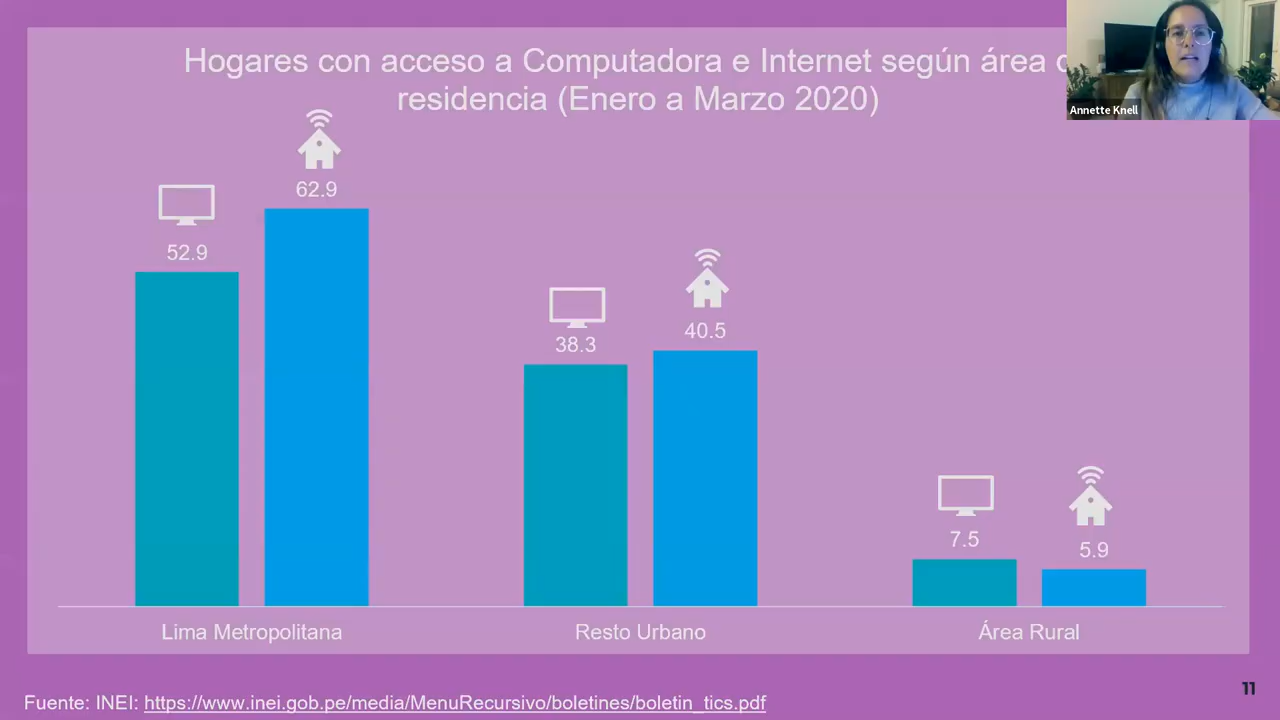 Hogares con acceso a Computadora e Internet según área
residencia (Enero a Marzo 2020)
Annette Knell
62.9
52.9
40.5
38.3
7.5
5.9
Lima Metropolitana
Resto Urbano
Área Rural
11
Fuente: INEI: https://www.inei.gob.pe/media/MenuRecursivo/boletines/boletin_tics.pdf